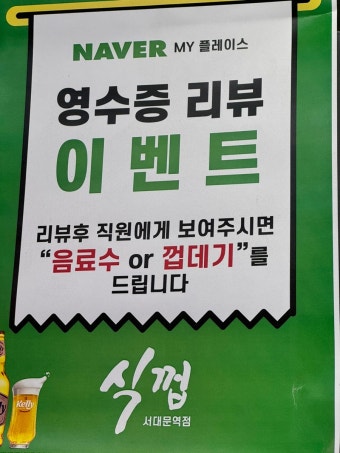 NAVER MY 플레이스
영수증 리뷰
이벤트
리뷰후 직원에게 보여주시면
“음료수 or 껍데기”를
드립니다
식껍
서대문역점
Kelly